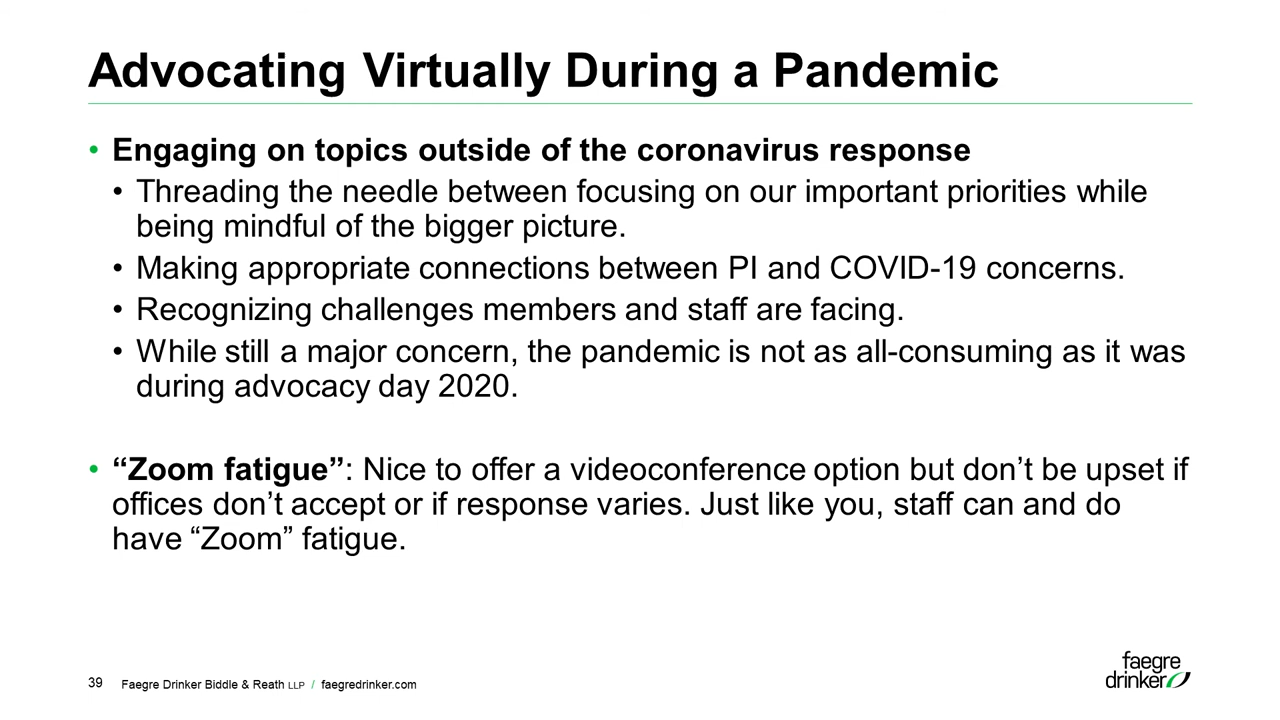 Advocating Virtually During a Pandemic
• Engaging on topics outside of the coronavirus response
• Threading the needle between focusing on our important priorities while
being mindful of the bigger picture.
• Making appropriate connections between PI and COVID-19 concerns.
• Recognizing challenges members and staff are facing.
• While still a major concern, the pandemic is not as all-consuming as it was
during advocacy day 2020.
• “Zoom fatigue”: Nice to offer a videoconference option but don’t be upset if
offices don’t accept or if response varies. Just like you, staff can and do
have “Zoom” fatigue.
39 Faegre Drinker Biddle & Reath LLP / faegredrinker.com
faegre
drinker